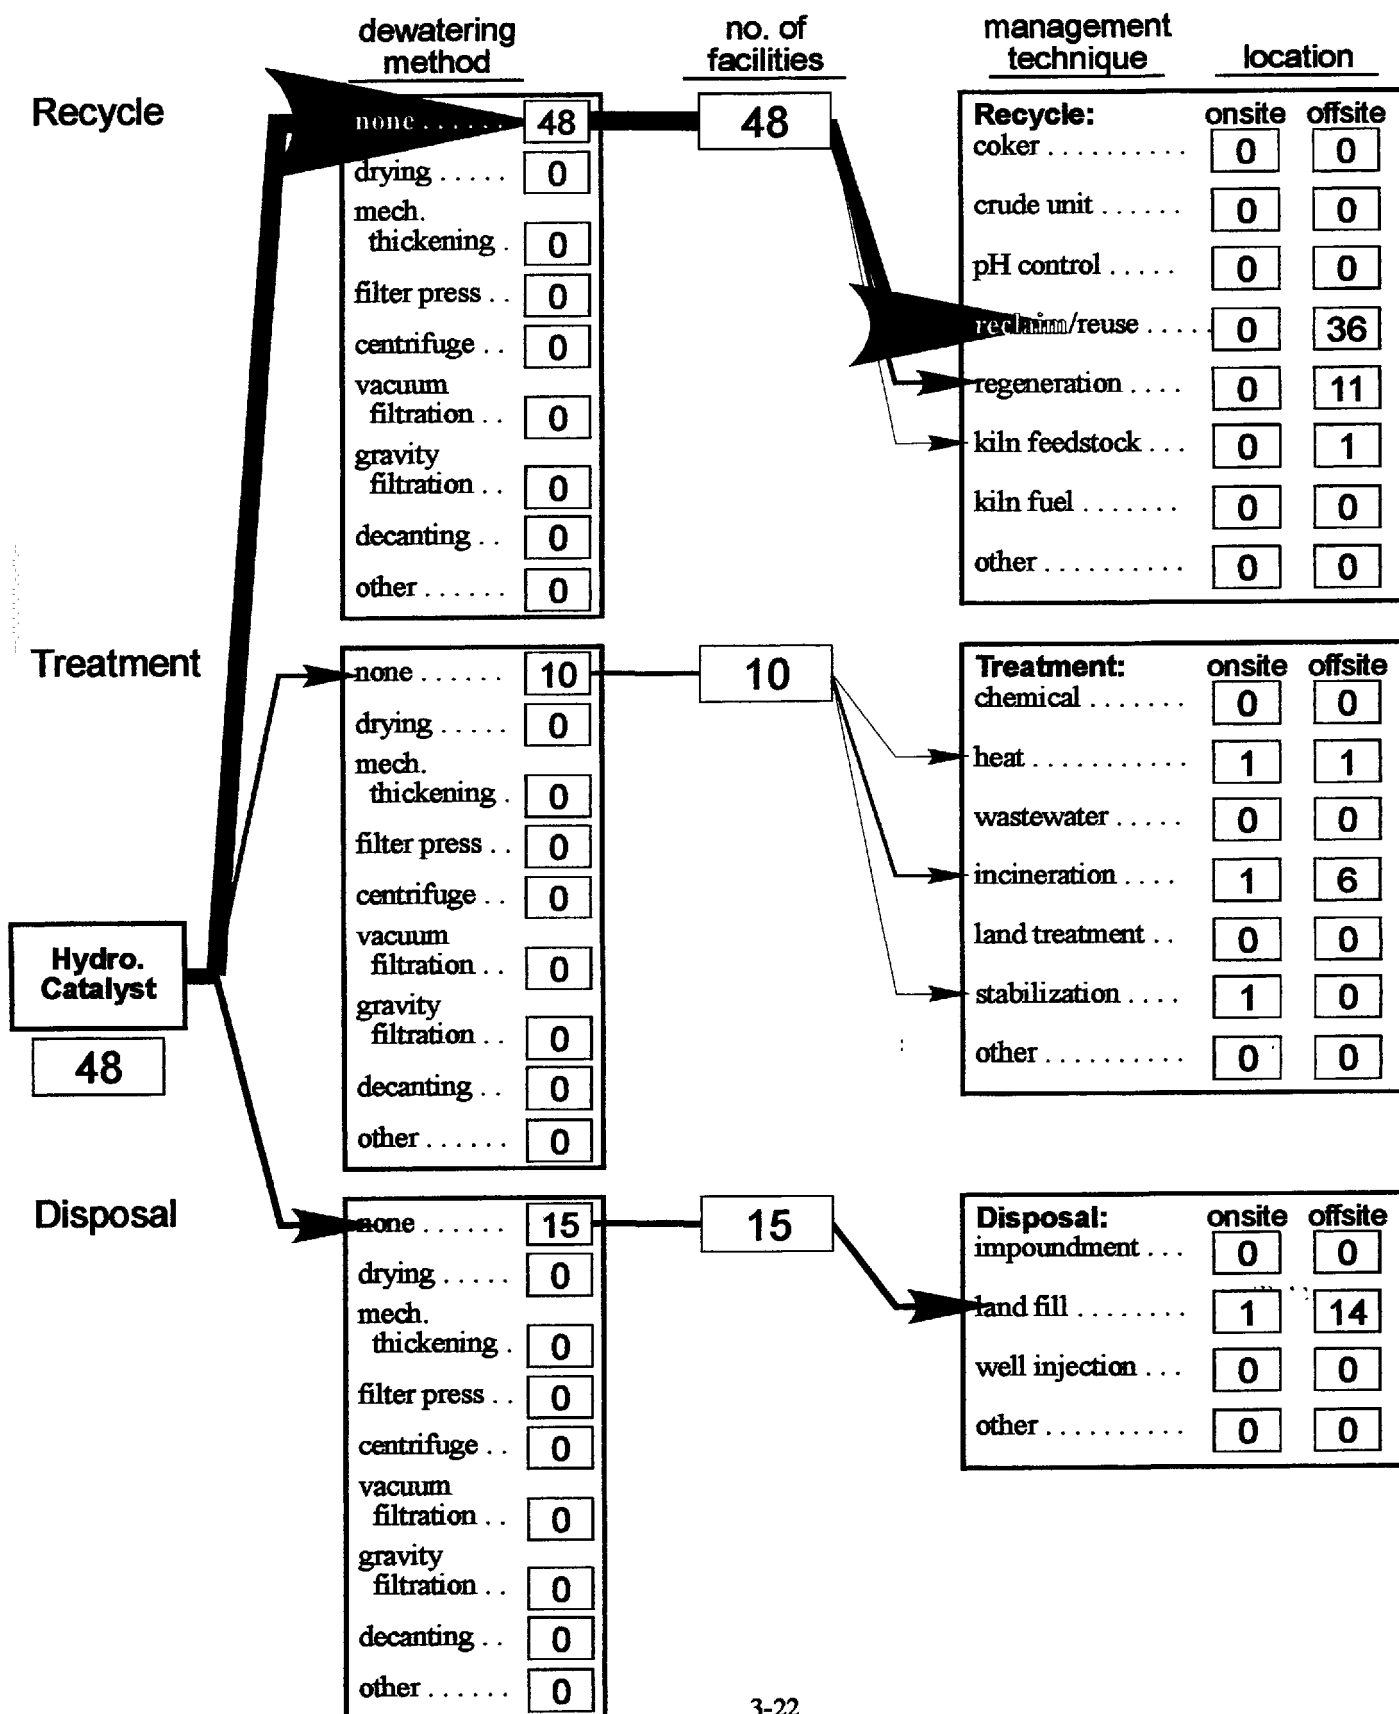 dewatering method no. of facilities management technique location
Recycle
none . . . . . . 48
drying . . . . . 0
mech.
thickening . 0
filter press . . 0
centrifuge . . 0
vacuum
filtration . . 0
gravity
filtration . . 0
decanting . . 0
other . . . . . . 0
48
Recycle: onsite offsite
coker . . . . . . . . . . 0 0
crude unit . . . . . . 0 0
pH control . . . . . 0 0
reclaim/reuse . . . . . 0 36
regeneration . . . . 0 11
kiln feedstock . . . 0 1
kiln fuel . . . . . . . 0 0
other . . . . . . . . . . 0 0
Treatment
none . . . . . . 10
drying . . . . . 0
mech.
thickening . 0
filter press . . 0
centrifuge . . 0
vacuum
filtration . . 0
gravity
filtration . . 0
decanting . . 0
other . . . . . . 0
10
Treatment: onsite offsite
chemical . . . . . . . 0 0
heat . . . . . . . . . . . 1 1
wastewater . . . . . 0 0
incineration . . . . 1 6
land treatment . . 0 0
stabilization . . . . 1 0
other . . . . . . . . . . 0 0
Hydro.
Catalyst
48
Disposal
none . . . . . . 15
drying . . . . . 0
mech.
thickening . 0
filter press . . 0
centrifuge . . 0
vacuum
filtration . . 0
gravity
filtration . . 0
decanting . . 0
other . . . . . . 0
15
Disposal: onsite offsite
impoundment . . . 0 0
land fill . . . . . . . . 1 14
well injection . . . 0 0
other . . . . . . . . . . 0 0
3-22